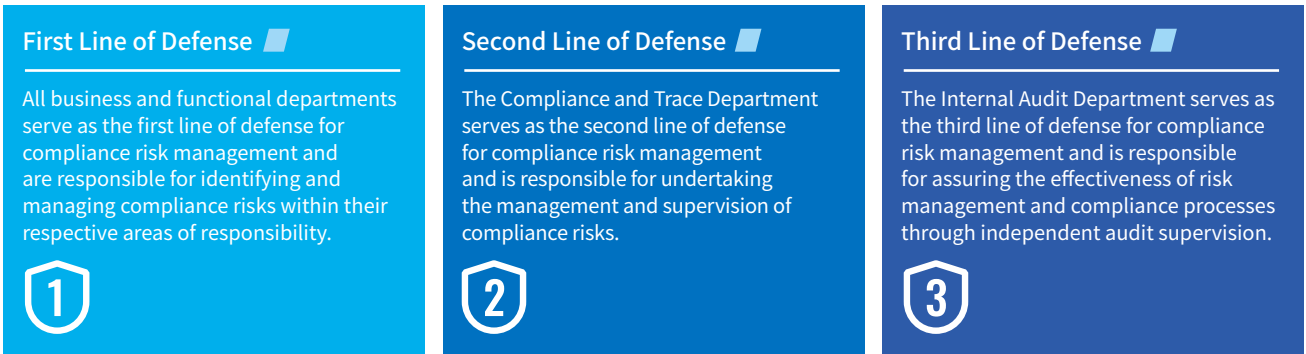 First Line of Defense
All business and functional departments
serve as the first line of defense for
compliance risk management and
are responsible for identifying and
managing compliance risks within their
respective areas of responsibility.
1
Second Line of Defense
The Compliance and Trace Department
serves as the second line of defense
for compliance risk management
and is responsible for undertaking
the management and supervision of
compliance risks.
2
Third Line of Defense
The Internal Audit Department serves as
the third line of defense for compliance
risk management and is responsible
for assuring the effectiveness of risk
management and compliance processes
through independent audit supervision.
3